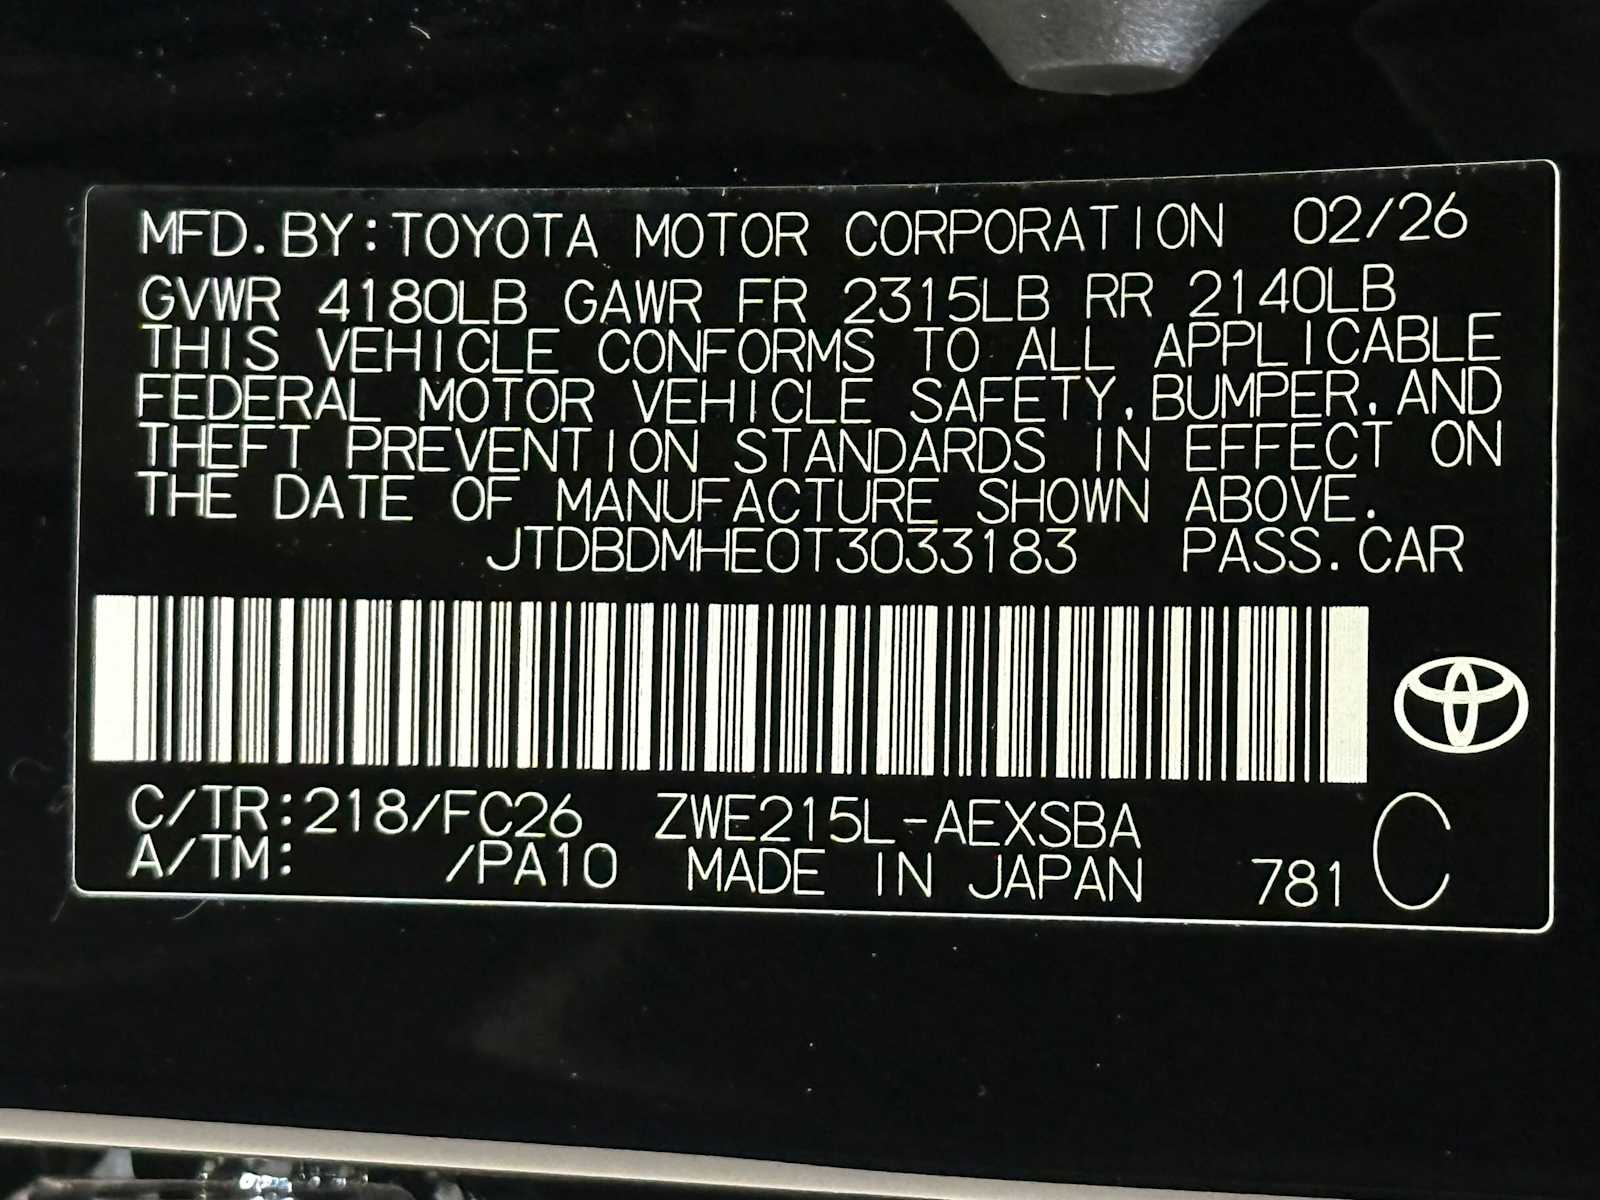 MFD.BY:TOYOTA MOTOR CORPORATION 02/26
GVWR 4180LB GAWR FR 2315LB RR 2140LB
THIS VEHICLE CONFORMS TO ALL APPLICABLE
FEDERAL MOTOR VEHICLE SAFETY,BUMPER,AND
THEFT PREVENTION STANDARDS IN EFFECT ON
THE DATE OF MANUFACTURE SHOWN ABOVE.
JTDBDMHE0T3033183 PASS.CAR
C/TR:218/FC26 ZWE215L-AEXSBA
A/TM: /PA10 MADE IN JAPAN 781 C